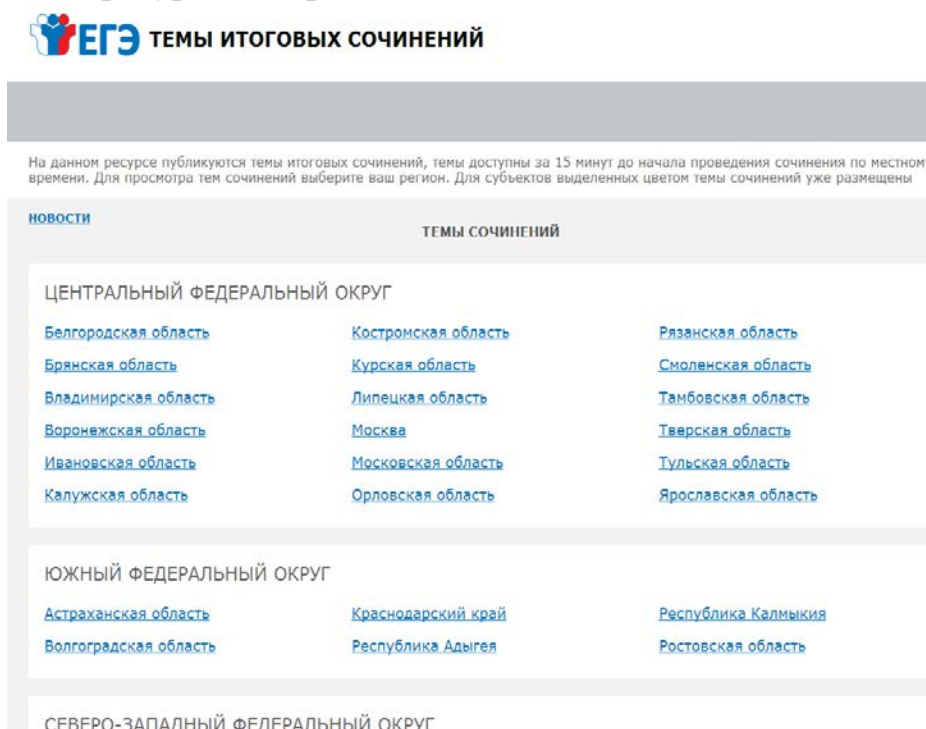 ЕГЭ ТЕМЫ ИТОГОВЫХ СОЧИНЕНИЙ
На данном ресурсе публикуются темы итоговых сочинений, темы доступны за 15 минут до начала проведения сочинения по местном
времени. Для просмотра тем сочинений выберите ваш регион. Для субъектов выделенных цветом темы сочинений уже размещены
НОВОСТИ
ТЕМЫ СОЧИНЕНИЙ
ЦЕНТРАЛЬНЫЙ ФЕДЕРАЛЬНЫЙ ОКРУГ
Белгородская область Костромская область Рязанская область
Брянская область Курская область Смоленская область
Владимирская область Липецкая область Тамбовская область
Воронежская область Москва Тверская область
Ивановская область Московская область Тульская область
Калужская область Орловская область Ярославская область
ЮЖНЫЙ ФЕДЕРАЛЬНЫЙ ОКРУГ
Астраханская область Краснодарский край Республика Калмыкия
Волгоградская область Республика Адыгея Ростовская область
СЕВЕРО-ЗАПАДНЫЙ ФЕДЕРАЛЬНЫЙ ОКРУГ